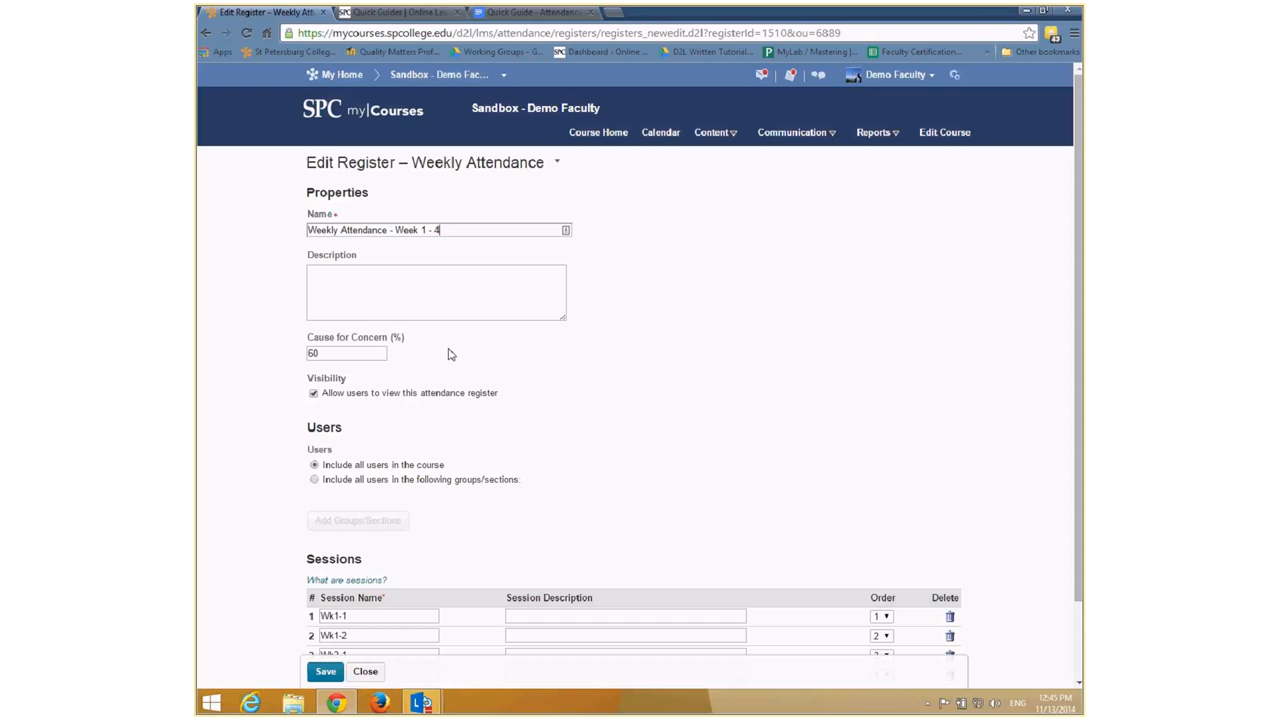 Edit Register – Weekly Att
Quick Guides | Online Le
Quick Guide - Attendance
https://mycourses.spcollege.edu/d2l/lms/attendance/registers/registers_newedit.d2l?registerId=1510&ou=6889
Apps St Petersburg Colleg... Quality Matters Prof... Working Groups - G... SPC Dashboard - Online ... D2L Written Tutorial... MyLab / Mastering |... Faculty Certification... » Other bookmarks
My Home Sandbox - Demo Fac... Demo Faculty
SPC my|Courses Sandbox - Demo Faculty
Course Home Calendar Content Communication Reports Edit Course
Edit Register – Weekly Attendance
Properties
Name*
Weekly Attendance - Week 1 - 4
Description
Cause for Concern (%)
60
Visibility
Allow users to view this attendance register
Users
Users
Include all users in the course
Include all users in the following groups/sections:
Add Groups/Sections
Sessions
What are sessions?
# Session Name* Session Description Order Delete
1 Wk1-1 1
2 Wk1-2 2
Save Close
ENG
12:45 PM
11/13/2014